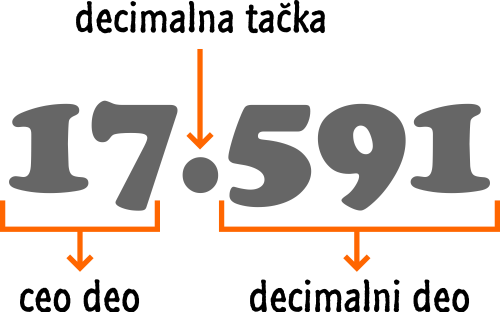 decimalna tačka
17.591
ceo deo
decimalni deo